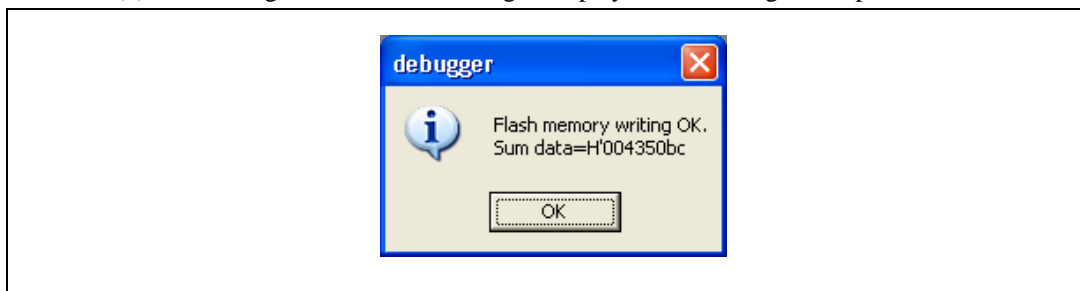 debugger
Flash memory writing OK.
Sum data=H'004350bc
OK